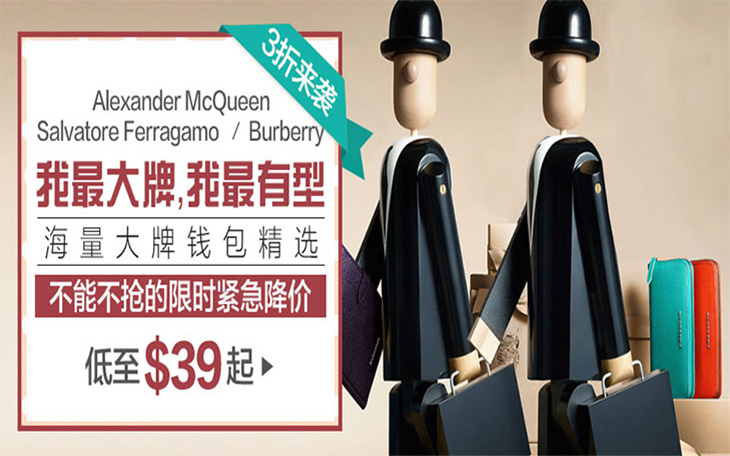 3折来袭
Alexander McQueen
Salvatore Ferragamo / Burberry
我最大牌,我最有型
海量大牌钱包精选
不能不抢的限时紧急降价
低至$39起